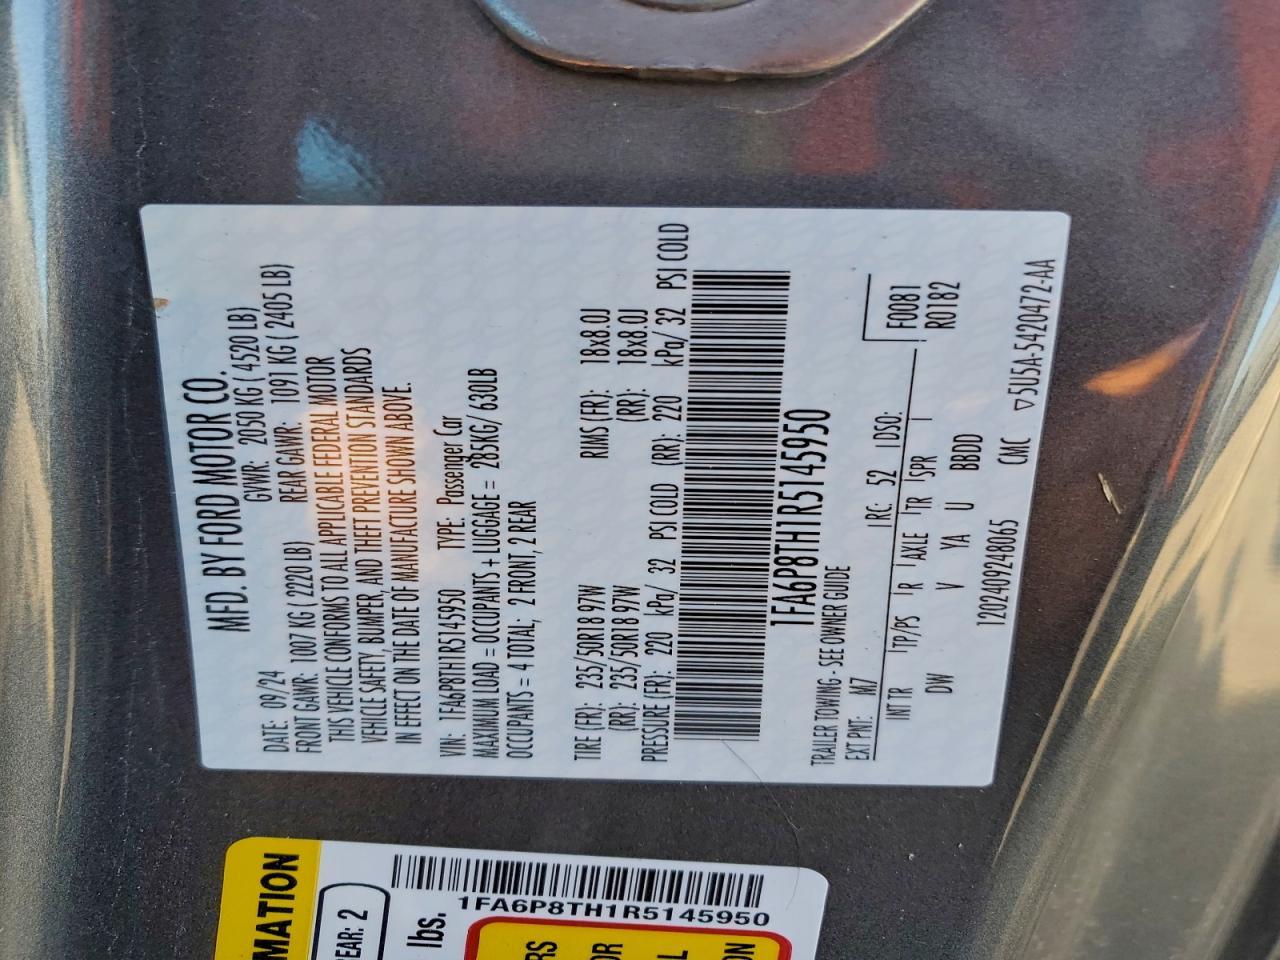 MFD. BY FORD MOTOR CO.
DATE: 09/24 GVWR: 2050 KG ( 4520 LB)
FRONT GAWR: 1007 KG ( 2220 LB) REAR GAWR: 1091 KG ( 2405 LB)
THIS VEHICLE CONFORMS TO ALL APPLICABLE FEDERAL MOTOR
VEHICLE SAFETY, BUMPER, AND THEFT PREVENTION STANDARDS
IN EFFECT ON THE DATE OF MANUFACTURE SHOWN ABOVE.
VIN: 1FA6P8TH1R5145950 TYPE: Passenger Car
MAXIMUM LOAD = OCCUPANTS + LUGGAGE = 285KG/ 630LB
OCCUPANTS = 4 TOTAL; 2 FRONT, 2 REAR
TIRE (FR): 235/50R18 97W RIMS (FR): 18x8.0J
(RR): 235/50R18 97W (RR): 18x8.0J
PRESSURE (FR): 220 kPa/ 32 PSI COLD (RR): 220 kPa/ 32 PSI COLD
1FA6P8TH1R5145950
TRAILER TOWING - SEE OWNER GUIDE
EXT PNT: M7 RC: 52 DSO: F0081
INT TR TP/PS R AXLE TR SPR R0182
DW V YA U BBDD
120240924065 CMC ▽5U5A-5420472-AA
MATION
EAR: 2
lbs.
1FA6P8TH1R5145950
RS
OR
L
ON